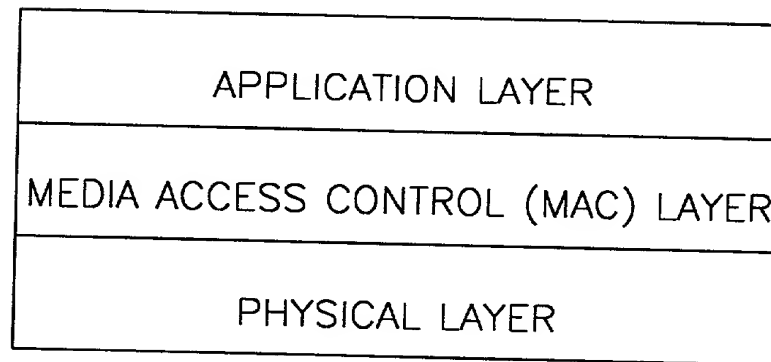 APPLICATION LAYER
MEDIA ACCESS CONTROL (MAC) LAYER
PHYSICAL LAYER